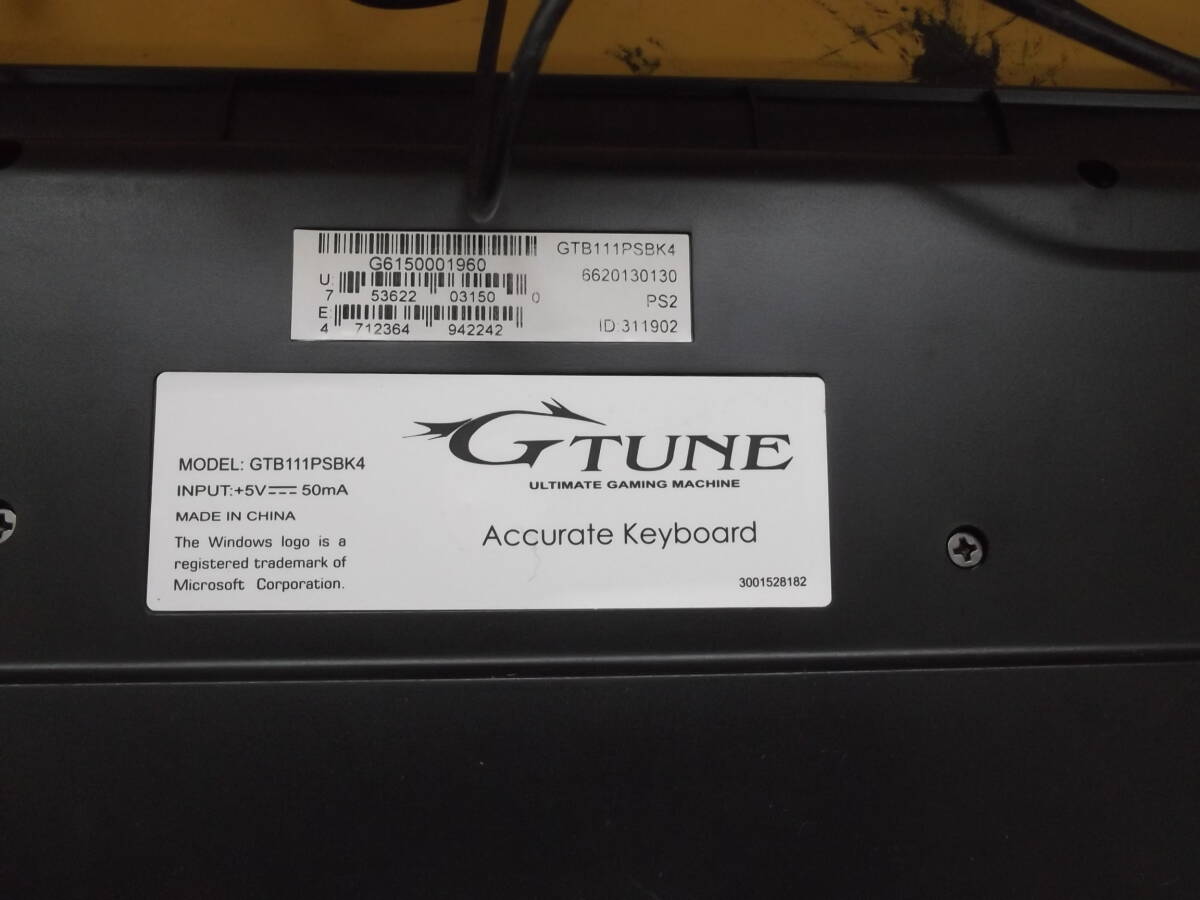 G6150001960
U:
7 53622 03150 0
E:
4 712364 942242
GTB111PSBK4
6620130130
PS2
ID:311902
GTUNE
ULTIMATE GAMING MACHINE
Accurate Keyboard
MODEL: GTB111PSBK4
INPUT:+5V⎓ 50mA
MADE IN CHINA
The Windows logo is a
registered trademark of
Microsoft Corporation.
3001528182